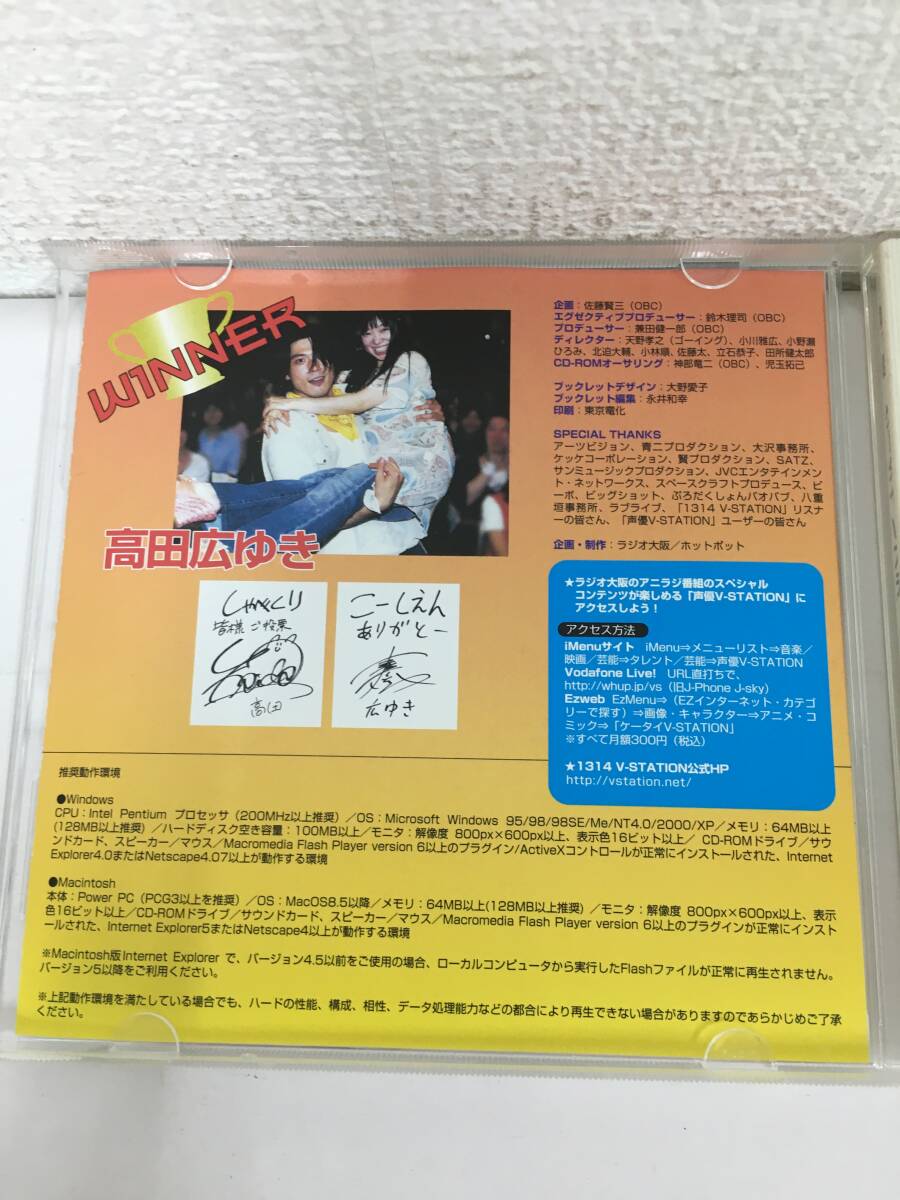 WINNER
高田広ゆき
しゃっくり
皆様ご投票
高田
こーしえん
ありがとー
広ゆき
企画：佐藤賢三（OBC）
エグゼクティブプロデューサー：鈴木理司（OBC）
プロデューサー：兼田健一郎（OBC）
ディレクター：天野孝之（ゴーイング）、小川雅広、小野瀬
ひろみ、北迫大輔、小林順、佐藤太、立石恭子、田所健太郎
CD-ROMオーサリング：神部竜二（OBC）、児玉拓己
ブックレットデザイン：大野愛子
ブックレット編集：永井和幸
印刷：東京電化
SPECIAL THANKS
アーツビジョン、青二プロダクション、大沢事務所、
ケッケコーポレーション、賢プロダクション、SATZ、
サンミュージックプロダクション、JVCエンタテインメン
ト・ネットワークス、スペースクラフトプロデュース、ビ
ーボ、ビッグショット、ぷろだくしょんバオバブ、八重
垣事務所、ラブライブ、「1314 V-STATION」リスナ
ーの皆さん、「声優V-STATION」ユーザーの皆さん
企画・制作：ラジオ大阪／ホットポット
★ラジオ大阪のアニラジ番組のスペシャル
コンテンツが楽しめる「声優V-STATION」に
アクセスしよう！
アクセス方法
iMenuサイト iMenu⇒メニューリスト⇒音楽／
映画／芸能⇒タレント／芸能⇒声優V-STATION
Vodafone Live! URL直打ちで、
http://whup.jp/vs（旧J-Phone J-sky）
Ezweb EzMenu⇒（EZインターネット・カテゴ
リーで探す）⇒画像・キャラクター⇒アニメ・コ
ミック⇒「ケータイV-STATION」
※すべて月額300円（税込）
★1314 V-STATION公式HP
http://vstation.net/
推奨動作環境
●Windows
CPU：Intel Pentium プロセッサ（200MHz以上推奨）／OS：Microsoft Windows 95/98/98SE/Me/NT4.0/2000/XP／メモリ：64MB以上
(128MB以上推奨）／ハードディスク空き容量：100MB以上／モニタ：解像度 800px×600px以上、表示色16ビット以上／ CD-ROMドライブ／サウ
ンドカード、スピーカー／マウス／Macromedia Flash Player version 6以上のプラグイン/ActiveXコントロールが正常にインストールされた、Internet
Explorer4.0またはNetscape4.07以上が動作する環境
●Macintosh
本体：Power PC（PCG3以上を推奨）／OS：MacOS8.5以降／メモリ：64MB以上(128MB以上推奨) ／モニタ：解像度 800px×600px以上、表示
色16ビット以上／CD-ROMドライブ／サウンドカード、スピーカー／マウス／Macromedia Flash Player version 6以上のプラグインが正常にインスト
ールされた、Internet Explorer5またはNetscape4以上が動作する環境
※Macintosh版 Internet Explorer で、バージョン4.5以前をご使用の場合、ローカルコンピュータから実行したFlashファイルが正常に再生されません。
バージョン5以降をご利用ください。
※上記動作環境を満たしている場合でも、ハードの性能、構成、相性、データ処理能力などの都合により再生できない場合がありますのであらかじめご了承
ください。